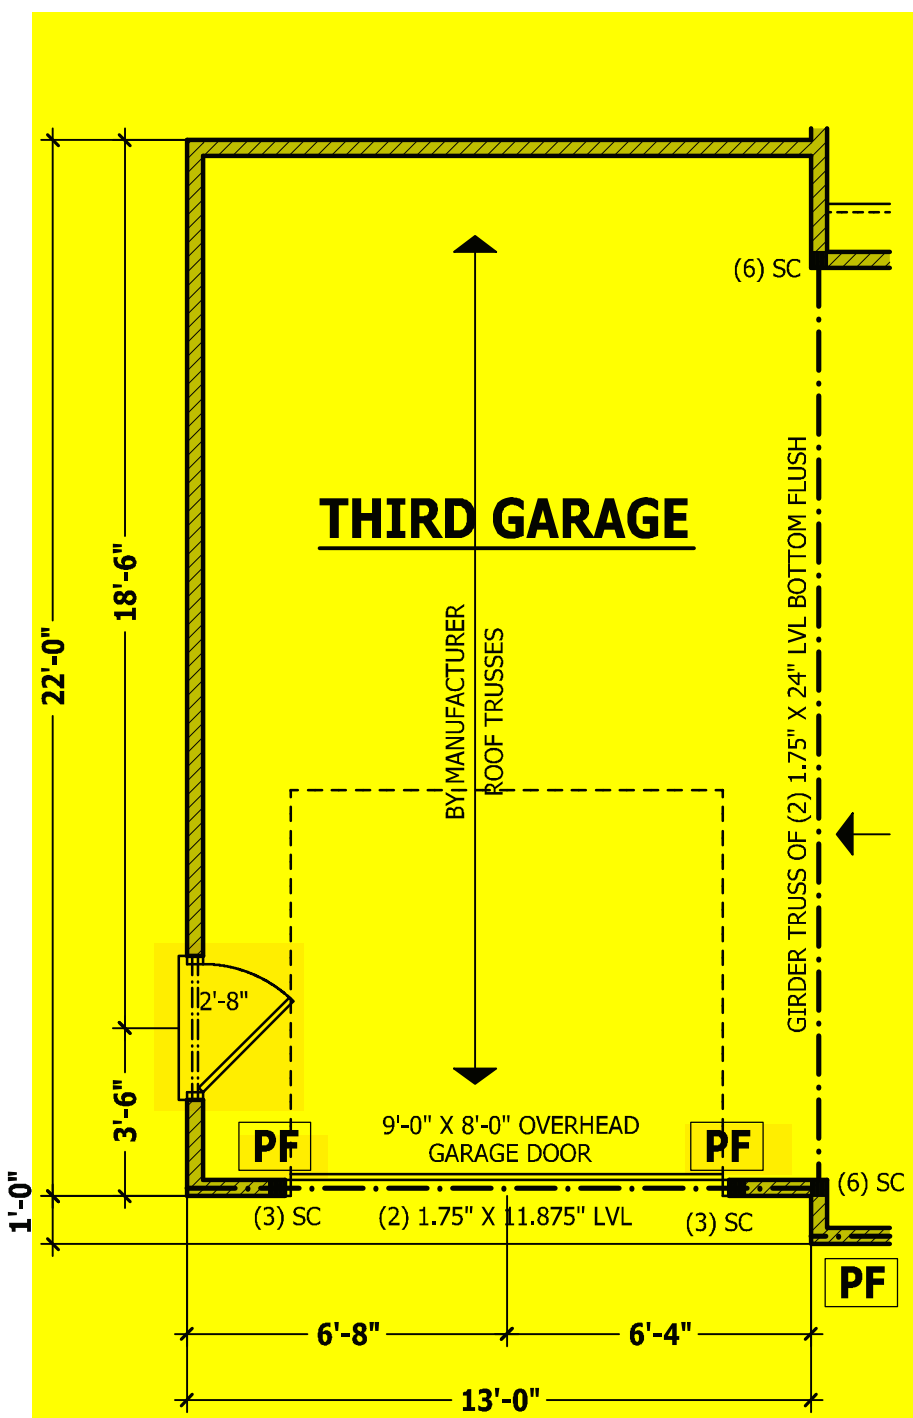 (6) SC
THIRD GARAGE
18'-6"
22'-0"
BY MANUFACTURER
ROOF TRUSSES
GIRDER TRUSS OF (2) 1.75" X 24" LVL BOTTOM FLUSH
2'-8"
3'-6"
9'-0" X 8'-0" OVERHEAD
GARAGE DOOR
PF
PF
1'-0"
(6) SC
(3) SC
(2) 1.75" X 11.875" LVL
(3) SC
PF
6'-8"
6'-4"
13'-0"